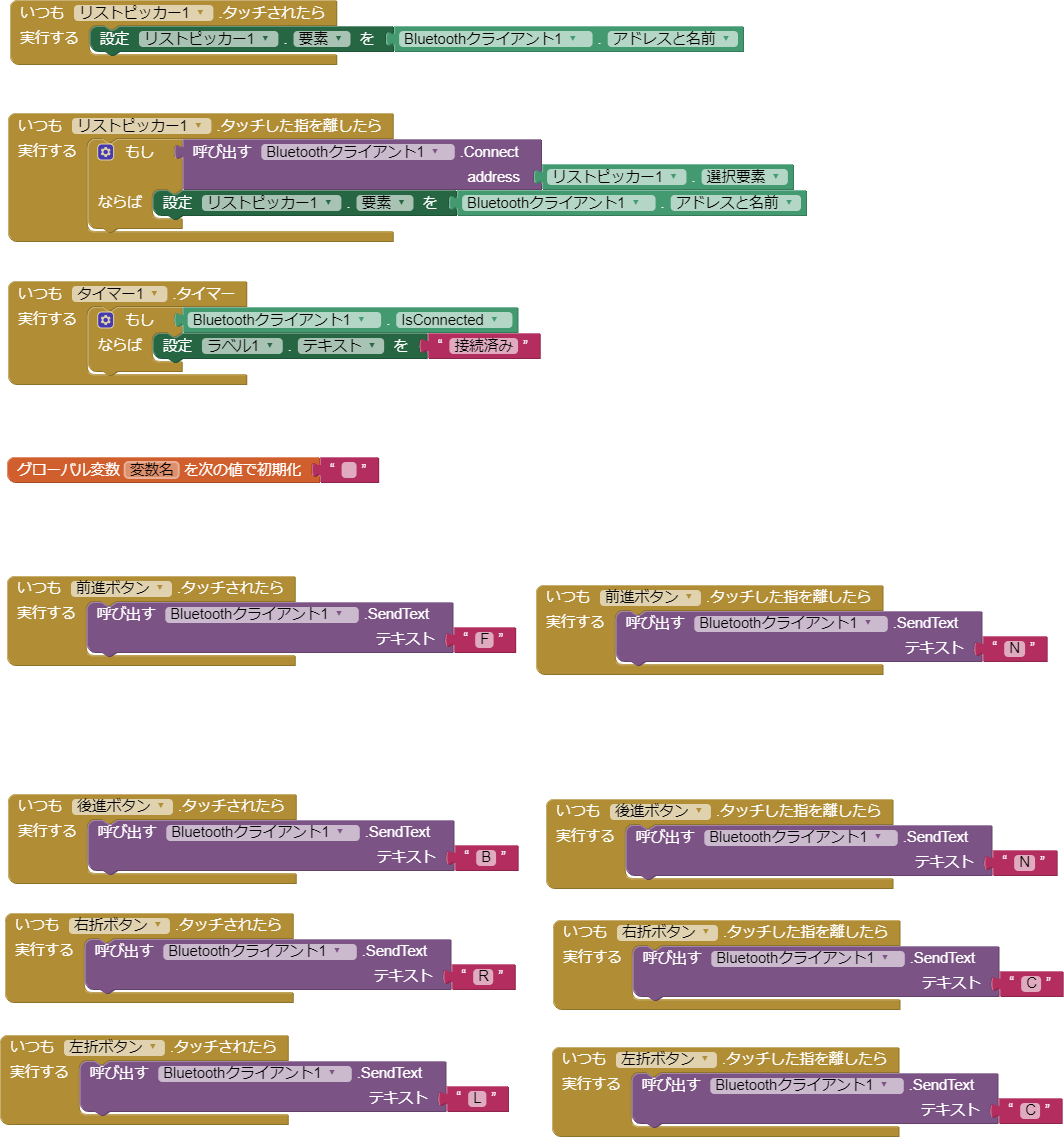 いつも リストピッカー1 .タッチされたら
実行する 設定 リストピッカー1 . 要素 を Bluetoothクライアント1 . アドレスと名前
いつも リストピッカー1 .タッチした指を離したら
実行する もし 呼び出す Bluetoothクライアント1 .Connect
address リストピッカー1 . 選択要素
ならば 設定 リストピッカー1 . 要素 を Bluetoothクライアント1 . アドレスと名前
いつも タイマー1 .タイマー
実行する もし Bluetoothクライアント1 . IsConnected
ならば 設定 ラベル1 . テキスト を “ 接続済み ”
グローバル変数 変数名 を次の値で初期化 “ ”
いつも 前進ボタン .タッチされたら
実行する 呼び出す Bluetoothクライアント1 .SendText
テキスト “ F ”
いつも 前進ボタン .タッチした指を離したら
実行する 呼び出す Bluetoothクライアント1 .SendText
テキスト “ N ”
いつも 後進ボタン .タッチされたら
実行する 呼び出す Bluetoothクライアント1 .SendText
テキスト “ B ”
いつも 後進ボタン .タッチした指を離したら
実行する 呼び出す Bluetoothクライアント1 .SendText
テキスト “ N ”
いつも 右折ボタン .タッチされたら
実行する 呼び出す Bluetoothクライアント1 .SendText
テキスト “ R ”
いつも 右折ボタン .タッチした指を離したら
実行する 呼び出す Bluetoothクライアント1 .SendText
テキスト “ C ”
いつも 左折ボタン .タッチされたら
実行する 呼び出す Bluetoothクライアント1 .SendText
テキスト “ L ”
いつも 左折ボタン .タッチした指を離したら
実行する 呼び出す Bluetoothクライアント1 .SendText
テキスト “ C ”